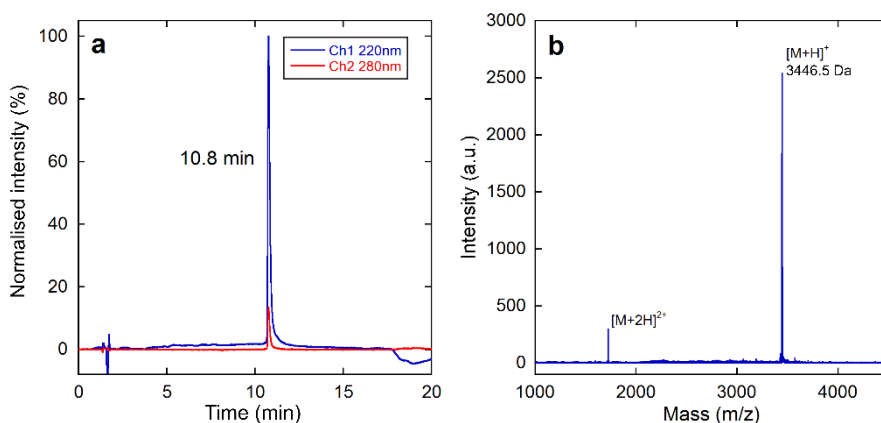 a
Ch1 220nm
Ch2 280nm
10.8 min
Normalised intensity (%)
100
80
60
40
20
0
0
5
10
15
20
Time (min)
b
[M+H]⁺
3446.5 Da
[M+2H]²⁺
Intensity (a.u.)
3000
2500
2000
1500
1000
500
0
1000
2000
3000
4000
Mass (m/z)